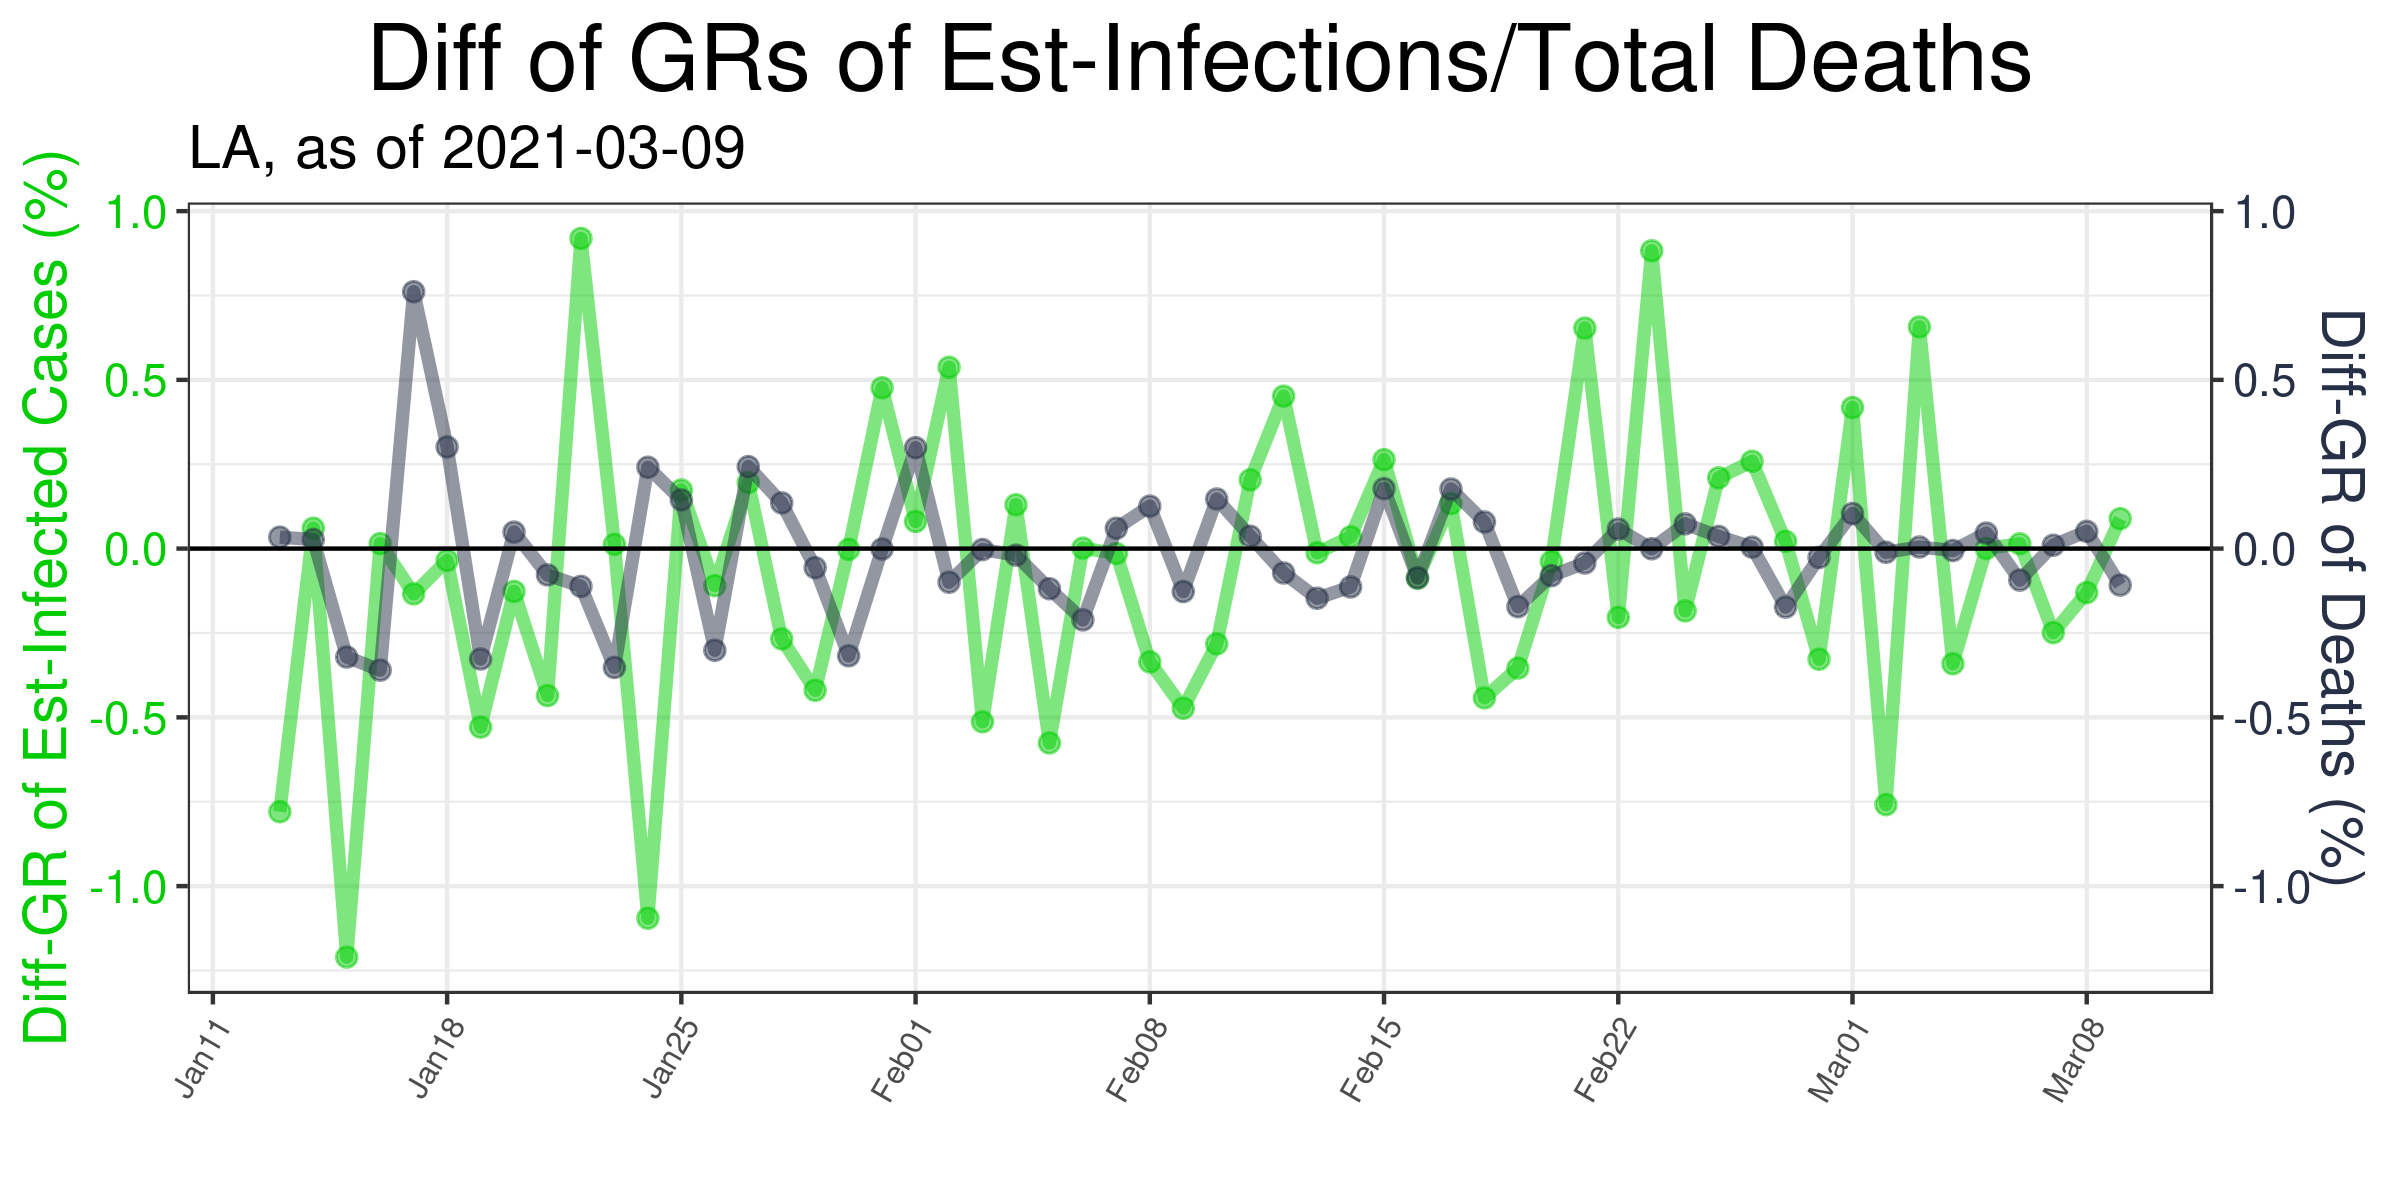 Diff of GRs of Est-Infections/Total Deaths
LA, as of 2021-03-09
Diff-GR of Est-Infected Cases (%)
1.0
0.5
0.0
-0.5
-1.0
1.0
0.5
0.0
-0.5
-1.0
Diff-GR of Deaths (%)
Jan11
Jan18
Jan25
Feb01
Feb08
Feb15
Feb22
Mar01
Mar08